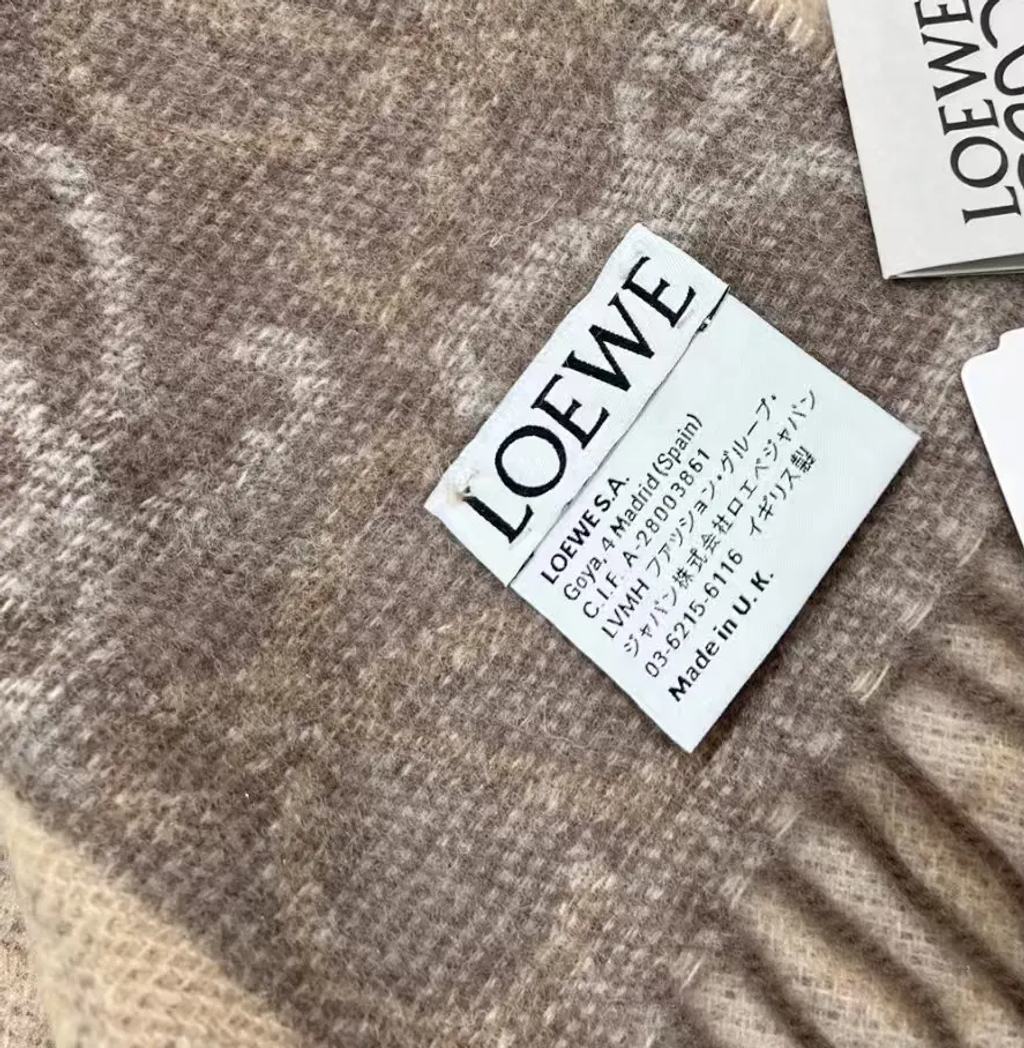 LOEWE
LOEWE S.A.
Goya, 4 Madrid (Spain)
C.I.F. A-28003861
LVMH ファッション・グループ・
ジャパン株式会社ロエベジャパン
03-6215-6116 イギリス製
Made in U.K.
LOEWE